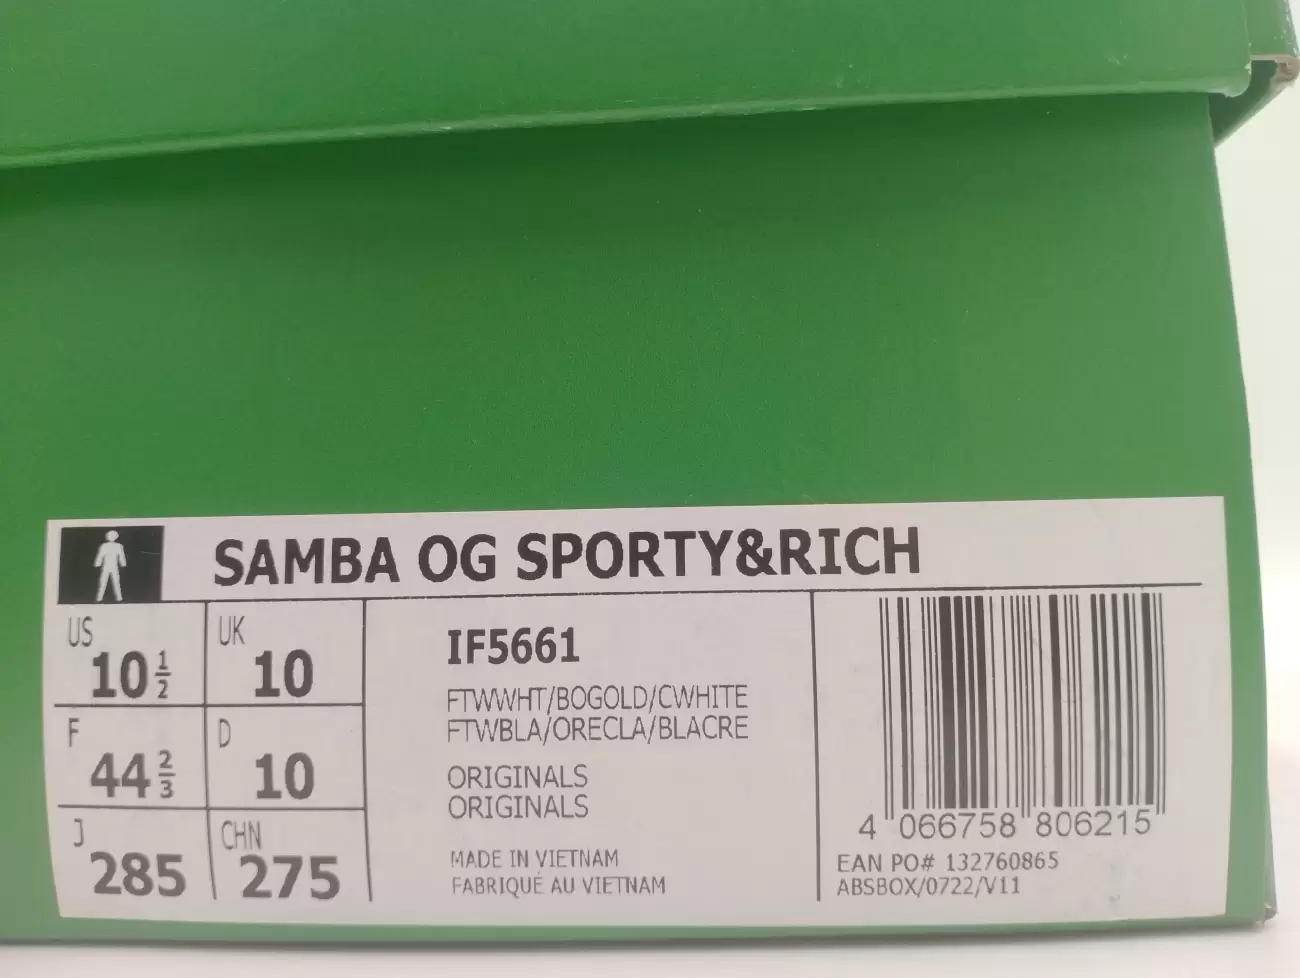 SAMBA OG SPORTY&RICH
US 10 1/2
UK 10
F 44 2/3
D 10
J 285
CHN 275
IF5661
FTWWHT/BOGOLD/CWHITE
FTWBLA/ORECLA/BLACRE
ORIGINALS
ORIGINALS
MADE IN VIETNAM
FABRIQUÉ AU VIETNAM
4 066758 806215
EAN PO# 132760865
ABSBOX/0722/V11